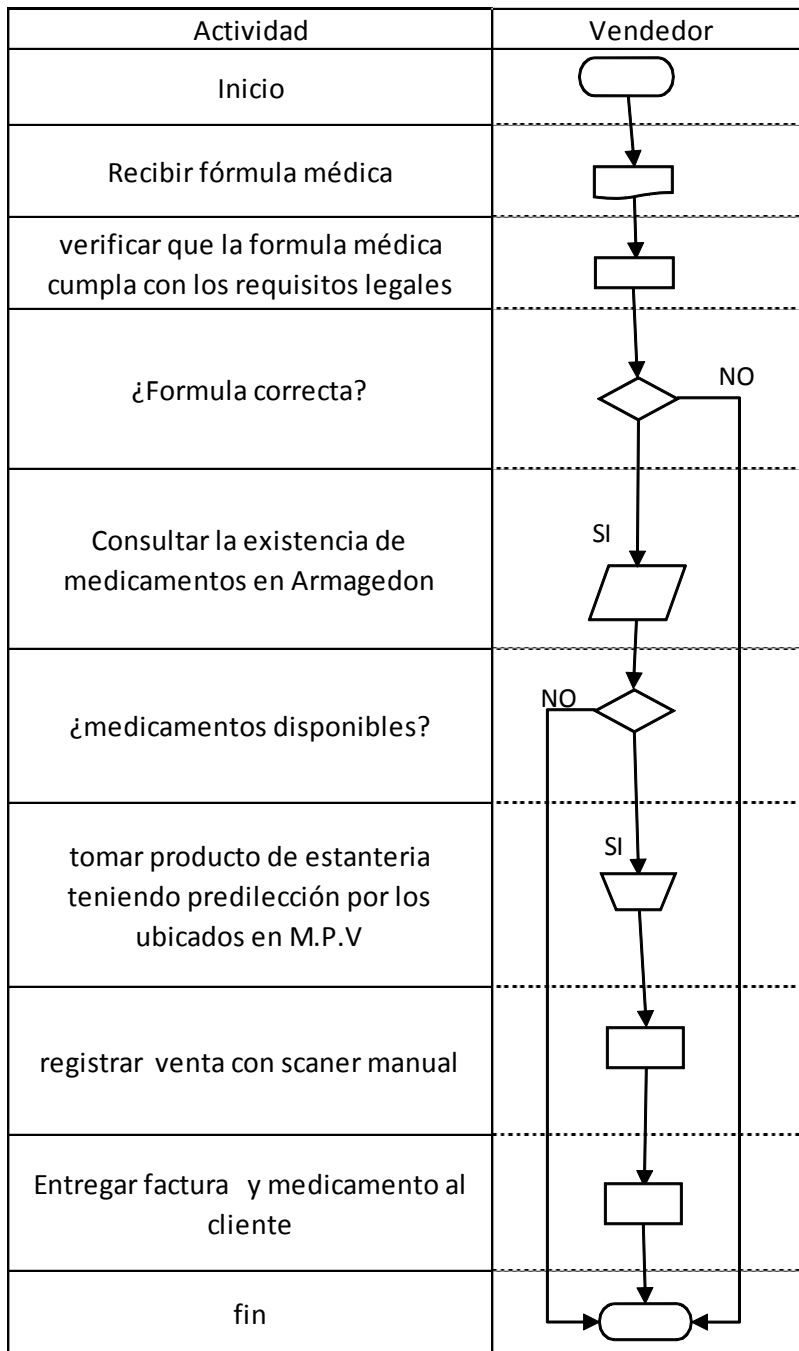 Actividad
Vendedor
Inicio
Recibir fórmula médica
verificar que la formula médica
cumpla con los requisitos legales
¿Formula correcta?
NO
Consultar la existencia de
medicamentos en Armagedon
SI
¿medicamentos disponibles?
NO
tomar producto de estanteria
teniendo predilección por los
ubicados en M.P.V
SI
registrar venta con scaner manual
Entregar factura y medicamento al
cliente
fin